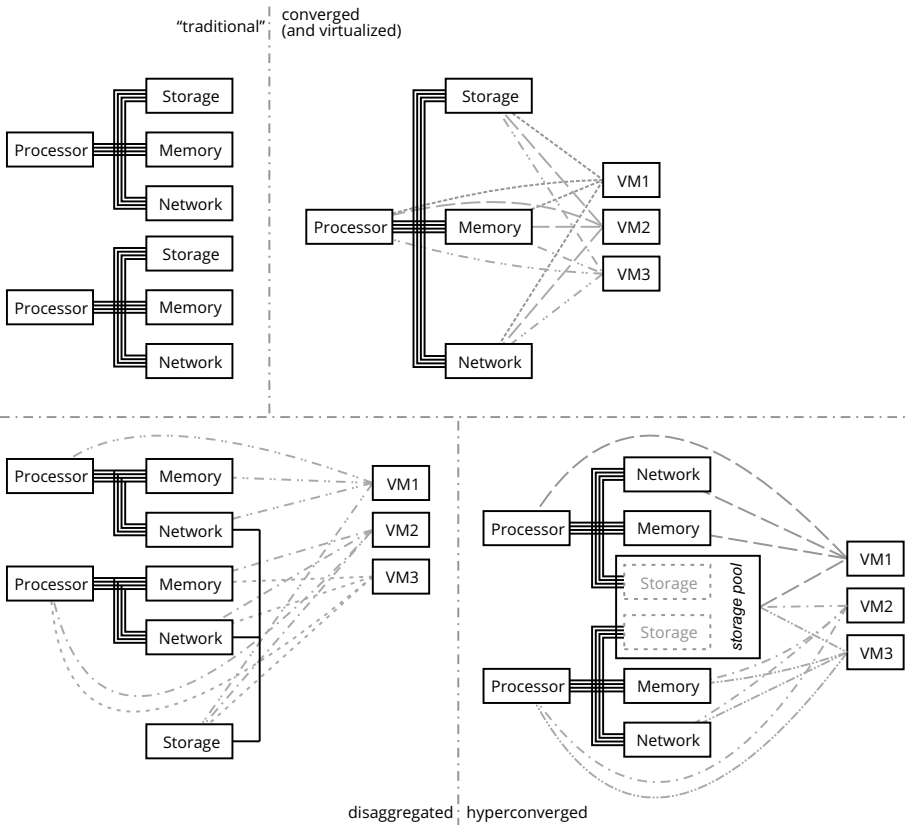 “traditional”
converged
(and virtualized)
Storage
Processor
Memory
Network
Storage
Processor
Memory
Network
Storage
Processor
Memory
Network
VM1
VM2
VM3
Processor
Memory
Network
Processor
Memory
Network
Storage
VM1
VM2
VM3
disaggregated
Network
Processor
Memory
Storage
Storage
storage pool
Processor
Memory
Network
VM1
VM2
VM3
hyperconverged